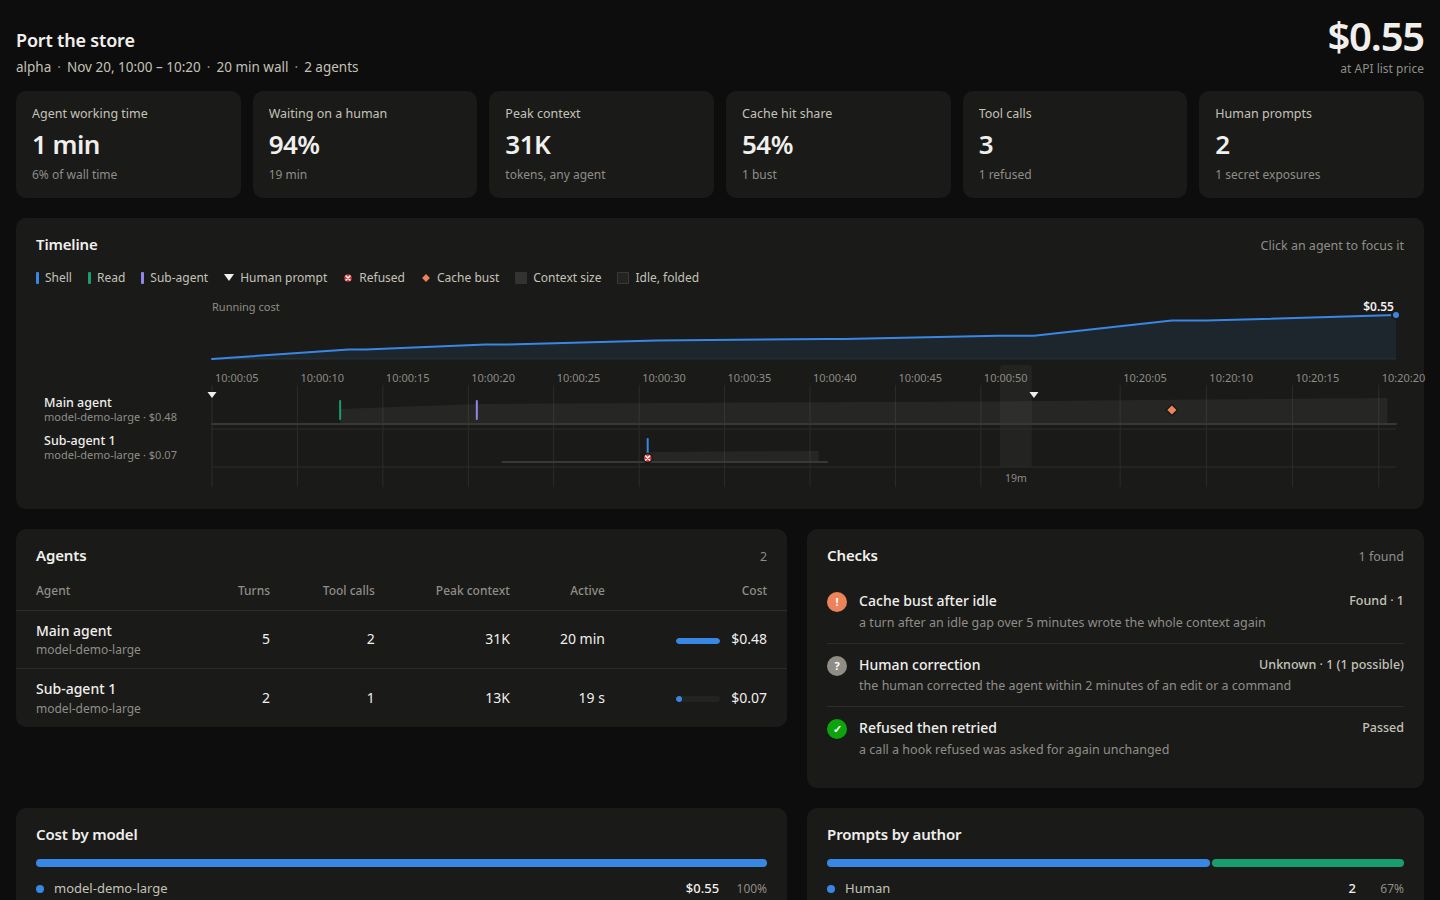 Port the store
alpha · Nov 20, 10:00 – 10:20 · 20 min wall · 2 agents
$0.55
at API list price
Agent working time
1 min
6% of wall time
Waiting on a human
94%
19 min
Peak context
31K
tokens, any agent
Cache hit share
54%
1 bust
Tool calls
3
1 refused
Human prompts
2
1 secret exposures
Timeline
Click an agent to focus it
Shell Read Sub-agent Human prompt Refused Cache bust Context size Idle, folded
Running cost
$0.55
10:00:05 10:00:10 10:00:15 10:00:20 10:00:25 10:00:30 10:00:35 10:00:40 10:00:45 10:00:50 10:20:05 10:20:10 10:20:15 10:20:20
Main agent
model-demo-large · $0.48
Sub-agent 1
model-demo-large · $0.07
19m
Agents 2
Agent Turns Tool calls Peak context Active Cost
Main agent
model-demo-large
5 2 31K 20 min $0.48
Sub-agent 1
model-demo-large
2 1 13K 19 s $0.07
Checks 1 found
! Cache bust after idle Found · 1
a turn after an idle gap over 5 minutes wrote the whole context again
? Human correction Unknown · 1 (1 possible)
the human corrected the agent within 2 minutes of an edit or a command
✓ Refused then retried Passed
a call a hook refused was asked for again unchanged
Cost by model
model-demo-large $0.55 100%
Prompts by author
Human 2 67%